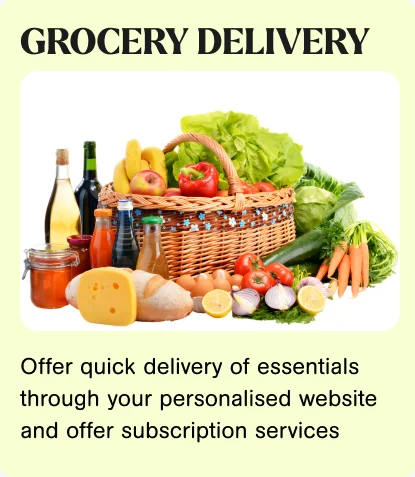 GROCERY DELIVERY
Offer quick delivery of essentials
through your personalised website
and offer subscription services